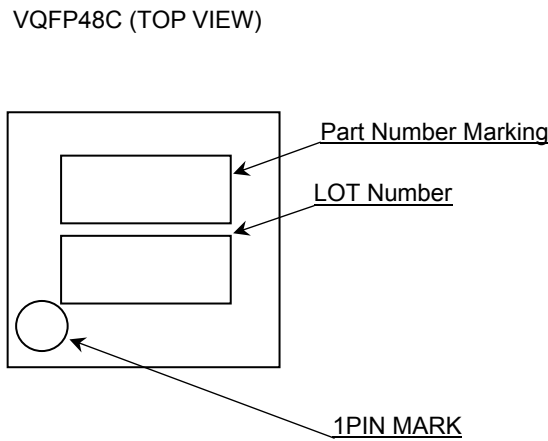 VQFP48C (TOP VIEW)
Part Number Marking
LOT Number
1PIN MARK